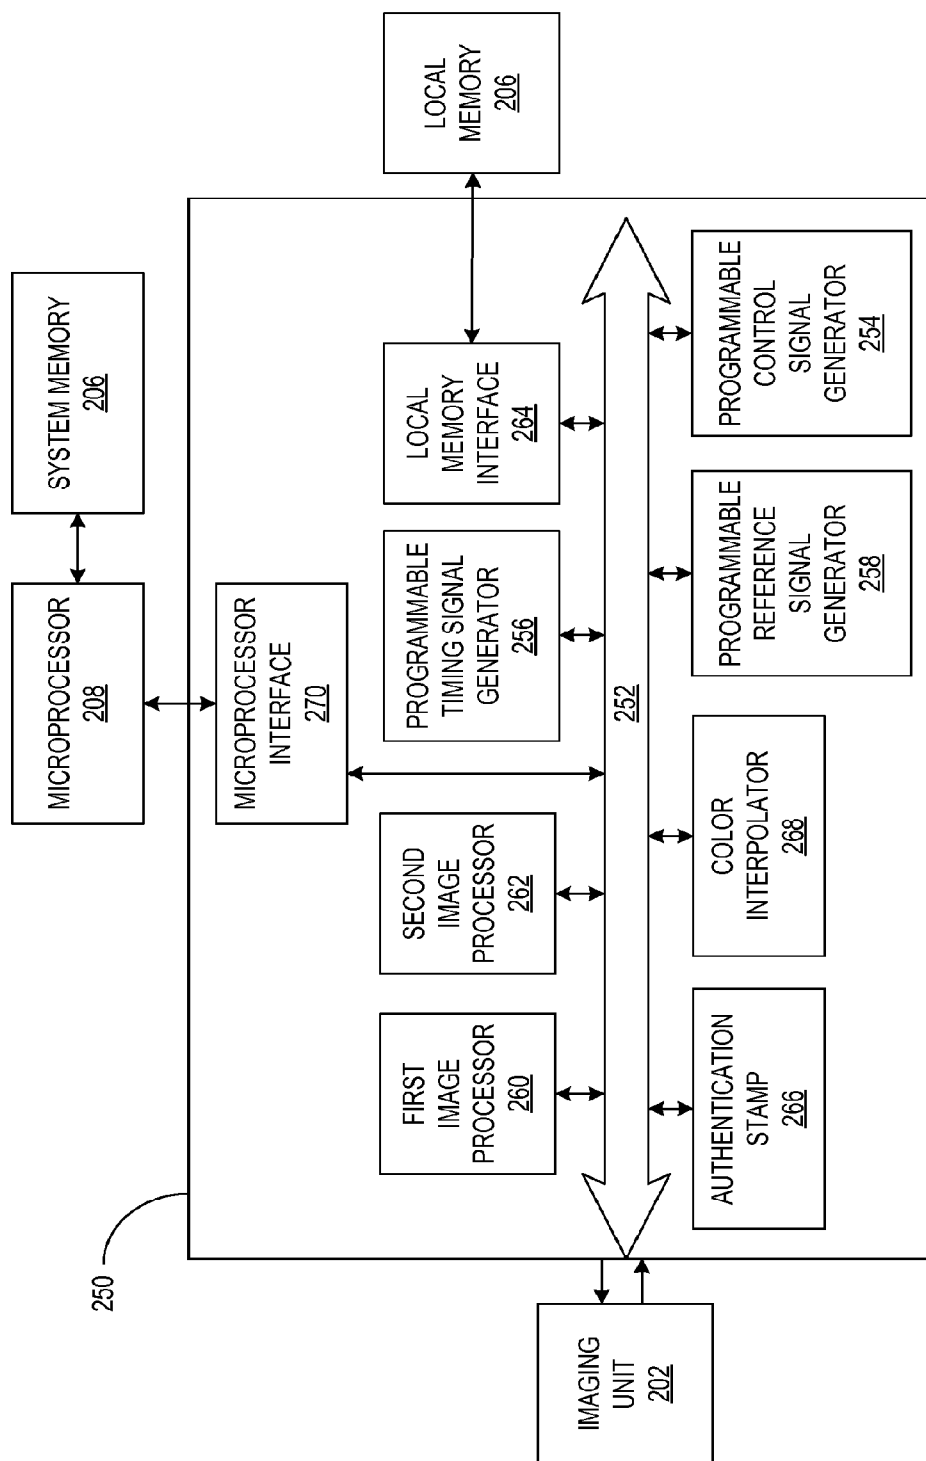 SYSTEM MEMORY
206
MICROPROCESSOR
208
LOCAL
MEMORY
206
250
MICROPROCESSOR
INTERFACE
270
FIRST
IMAGE
PROCESSOR
260
SECOND
IMAGE
PROCESSOR
262
PROGRAMMABLE
TIMING SIGNAL
GENERATOR
256
LOCAL
MEMORY
INTERFACE
264
252
IMAGING
UNIT
202
AUTHENTICATION
STAMP
266
COLOR
INTERPOLATOR
268
PROGRAMMABLE
REFERENCE
SIGNAL
GENERATOR
258
PROGRAMMABLE
CONTROL
SIGNAL
GENERATOR
254